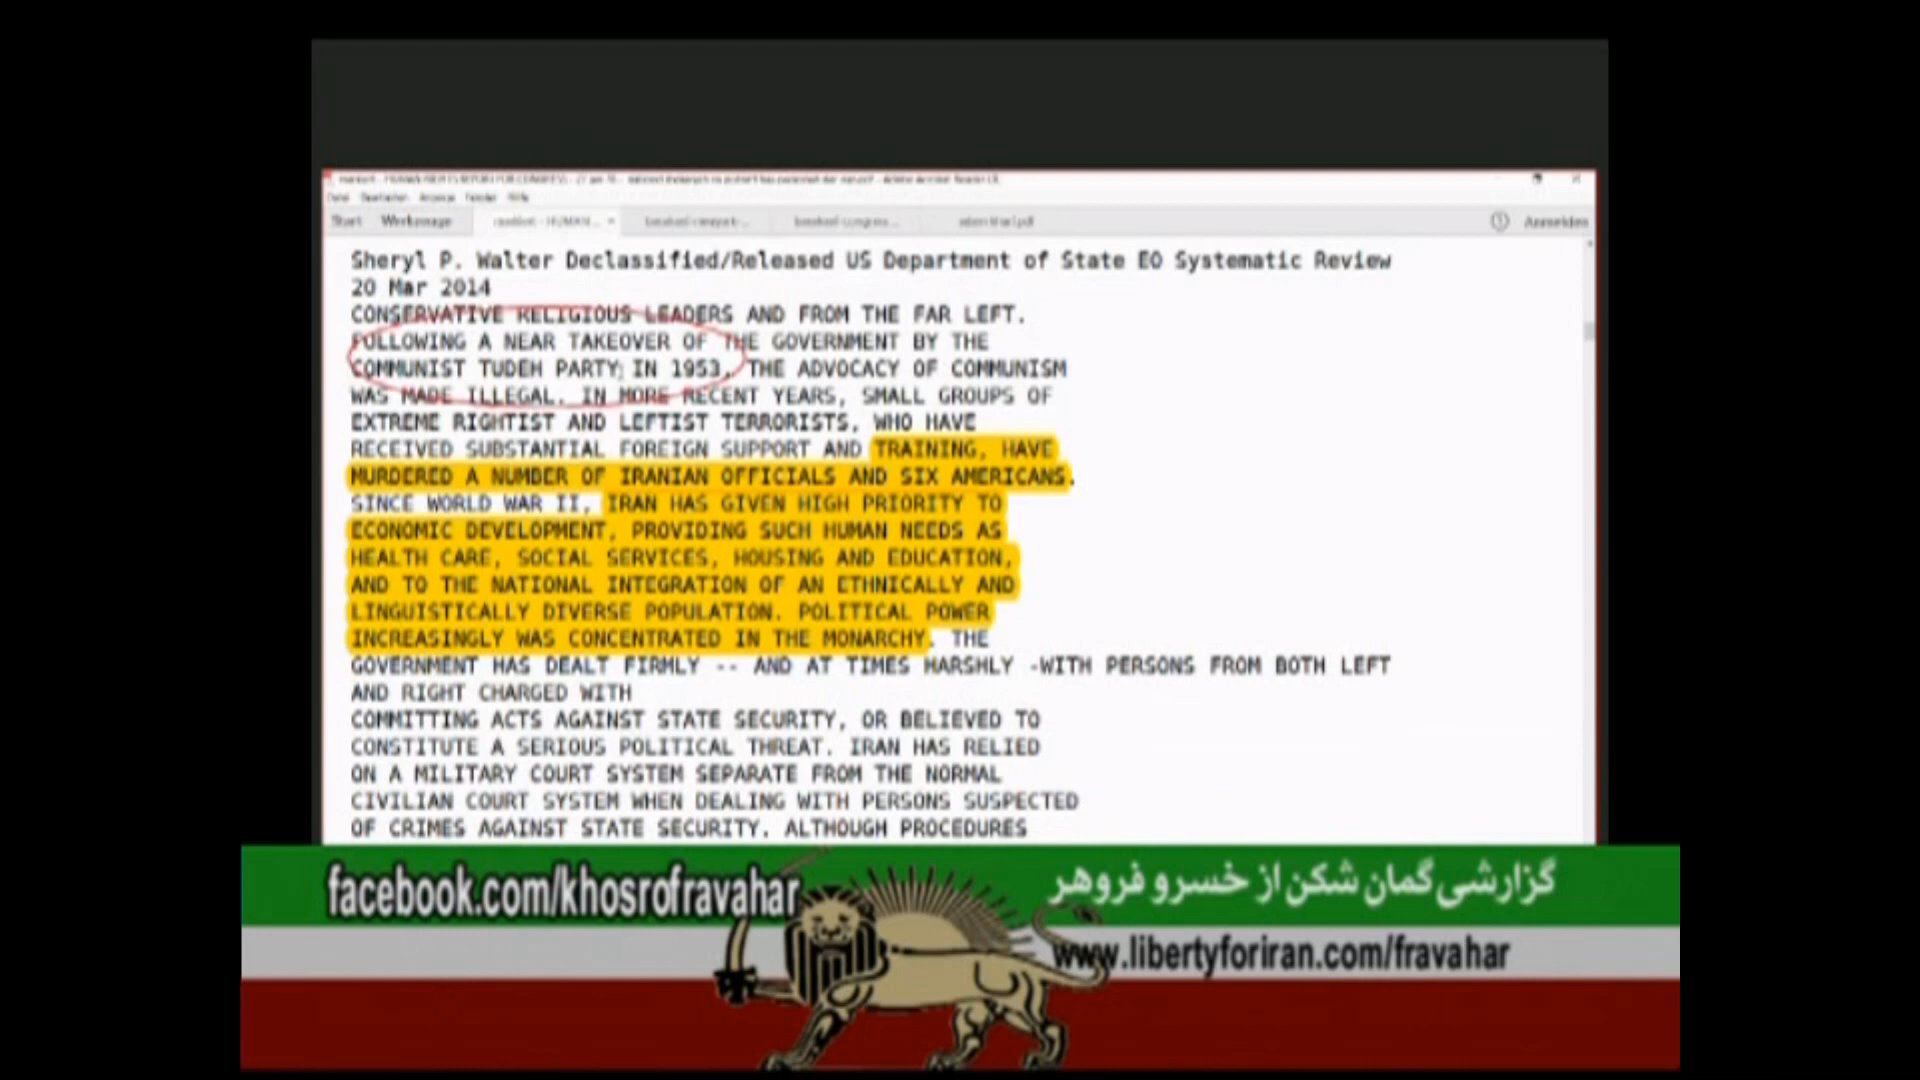 Start Werkzeuge
Anmelden
Sheryl P. Walter Declassified/Released US Department of State EO Systematic Review
20 Mar 2014
CONSERVATIVE RELIGIOUS LEADERS AND FROM THE FAR LEFT.
FOLLOWING A NEAR TAKEOVER OF THE GOVERNMENT BY THE
COMMUNIST TUDEH PARTY IN 1953, THE ADVOCACY OF COMMUNISM
WAS MADE ILLEGAL. IN MORE RECENT YEARS, SMALL GROUPS OF
EXTREME RIGHTIST AND LEFTIST TERRORISTS, WHO HAVE
RECEIVED SUBSTANTIAL FOREIGN SUPPORT AND TRAINING, HAVE
MURDERED A NUMBER OF IRANIAN OFFICIALS AND SIX AMERICANS.
SINCE WORLD WAR II, IRAN HAS GIVEN HIGH PRIORITY TO
ECONOMIC DEVELOPMENT, PROVIDING SUCH HUMAN NEEDS AS
HEALTH CARE, SOCIAL SERVICES, HOUSING AND EDUCATION,
AND TO THE NATIONAL INTEGRATION OF AN ETHNICALLY AND
LINGUISTICALLY DIVERSE POPULATION. POLITICAL POWER
INCREASINGLY WAS CONCENTRATED IN THE MONARCHY. THE
GOVERNMENT HAS DEALT FIRMLY -- AND AT TIMES HARSHLY -WITH PERSONS FROM BOTH LEFT
AND RIGHT CHARGED WITH
COMMITTING ACTS AGAINST STATE SECURITY, OR BELIEVED TO
CONSTITUTE A SERIOUS POLITICAL THREAT. IRAN HAS RELIED
ON A MILITARY COURT SYSTEM SEPARATE FROM THE NORMAL
CIVILIAN COURT SYSTEM WHEN DEALING WITH PERSONS SUSPECTED
OF CRIMES AGAINST STATE SECURITY. ALTHOUGH PROCEDURES
facebook.com/khosrofravahar
گزارشی گمان شکن از خسرو فروهر
www.libertyforiran.com/fravahar